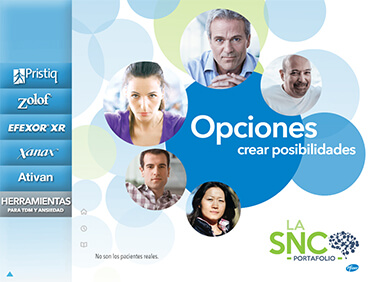 Pristiq
Zolof
EFEXOR XR
Xanax
Ativan
HERRAMIENTAS
PARA TDM Y ANSIEDAD
Opciones
crear posibilidades
No son los pacientes reales.
LA
SNC
PORTAFOLIO
Pfizer